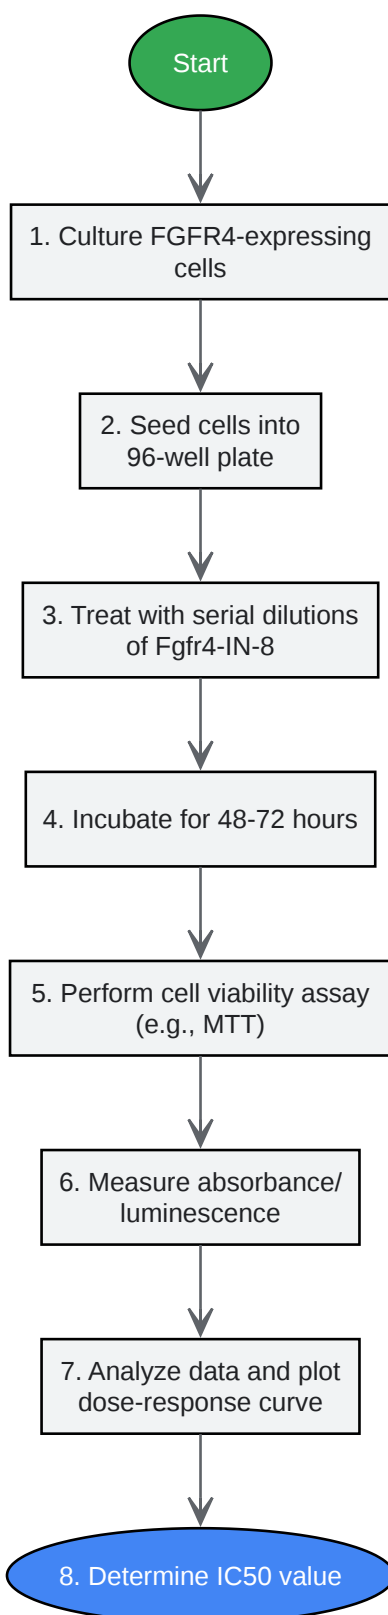 Start
1. Culture FGFR4-expressing
cells
2. Seed cells into
96-well plate
3. Treat with serial dilutions
of Fgfr4-IN-8
4. Incubate for 48-72 hours
5. Perform cell viability assay
(e.g., MTT)
6. Measure absorbance/
luminescence
7. Analyze data and plot
dose-response curve
8. Determine IC50 value